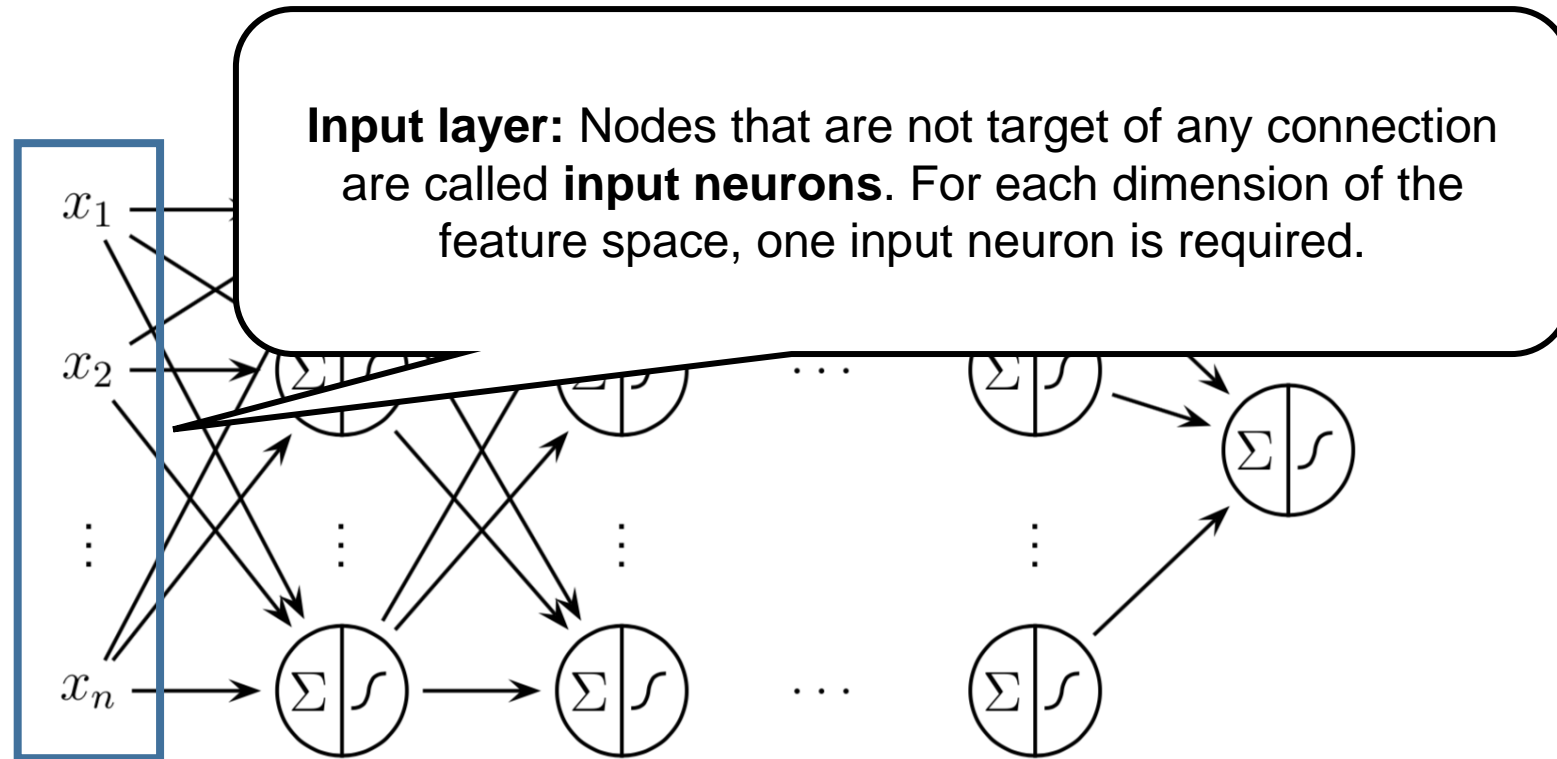 Input layer: Nodes that are not target of any connection
are called input neurons. For each dimension of the
feature space, one input neuron is required.
x₁
x₂
Σ Σ ··· Σ
Σ
⋮ ⋮ ⋮ ⋮
xₙ Σ Σ ··· Σ